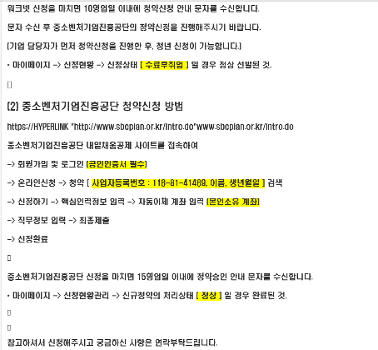 워크넷 신청을 마치면 10영업일 이내에 청약신청 안내 문자를 수신합니다.
문자 수신 후 중소벤처기업진흥공단의 청약신청을 진행해주시기 바랍니다.
(기업 담당자가 먼저 청약신청을 진행한 후, 청년 신청이 가능합니다.)
• 마이페이지 -> 신청현황 -> 신청상태 [ 수료후취업 ] 일 경우 정상 선발된 것.
(2) 중소벤처기업진흥공단 청약신청 방법
https://HYPERLINK "http://www.sbcplan.or.kr/intro.do"www.sbcplan.or.kr/intro.do
중소벤처기업진흥공단 내일채움공제 사이트를 접속하여
-> 회원가입 및 로그인 (공인인증서 필수)
-> 온라인신청 -> 청약 [ 사업자등록번호 : 118-81-41469, 이름, 생년월일 ] 검색
-> 신청하기 -> 핵심인력정보 입력 -> 자동이체 계좌 입력 (본인소유 계좌)
-> 직무정보 입력 -> 최종제출
-> 신청완료
중소벤처기업진흥공단 신청을 마치면 15영업일 이내에 청약승인 안내 문자를 수신합니다.
• 마이페이지 -> 신청현황관리 -> 신규청약의 처리상태 [ 정상 ] 일 경우 완료된 것.
참고하셔서 신청해주시고 궁금하신 사항은 연락부탁드립니다.